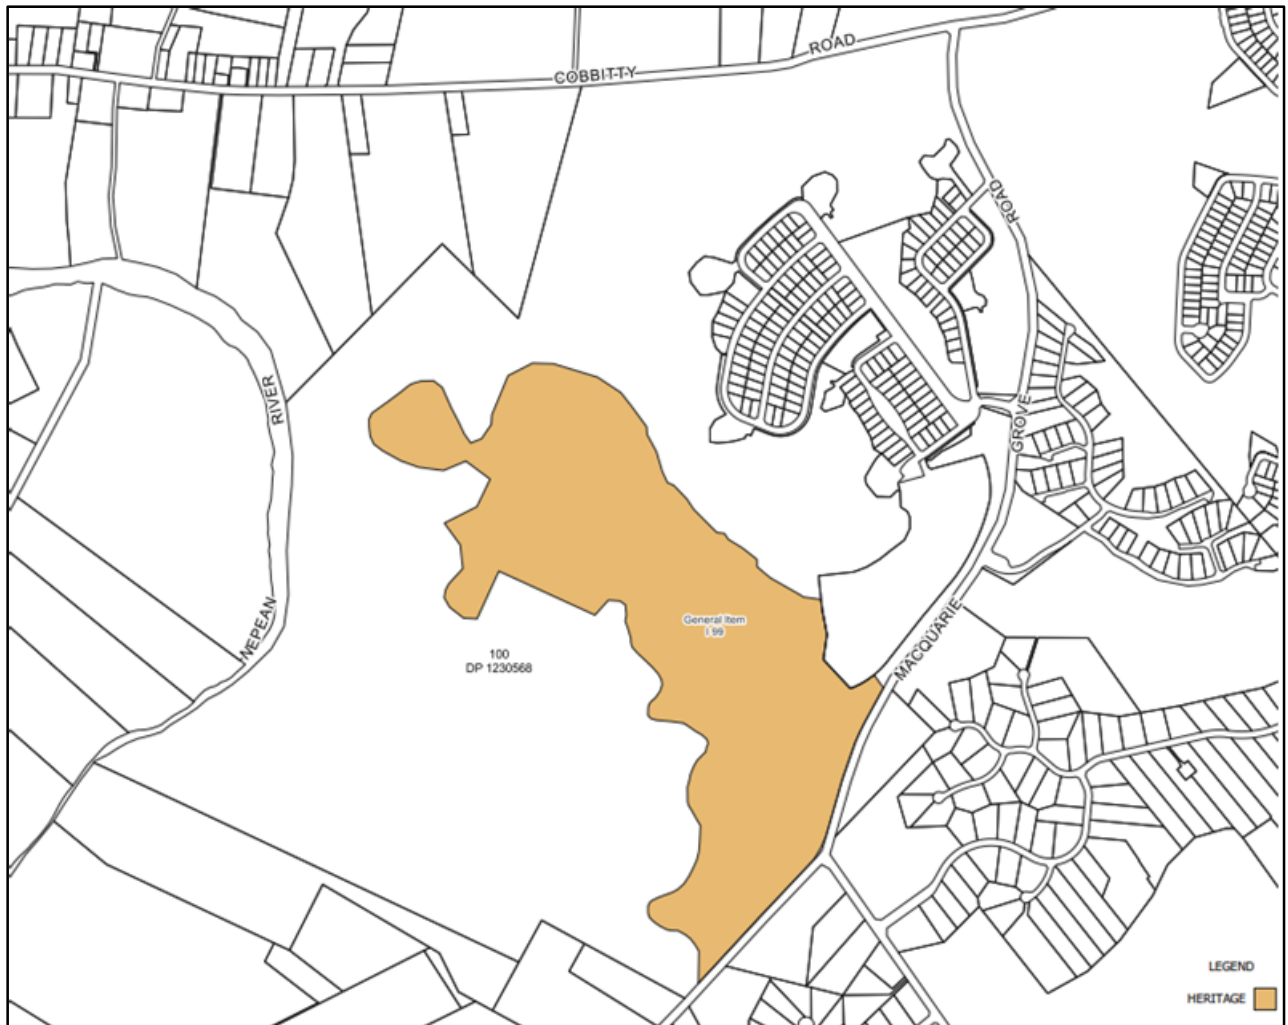 COBBITTY ROAD
ROAD
GROVE
MACQUARIE
RIVER
NEPEAN
General Item
I 99
100
DP 1230568
LEGEND
HERITAGE